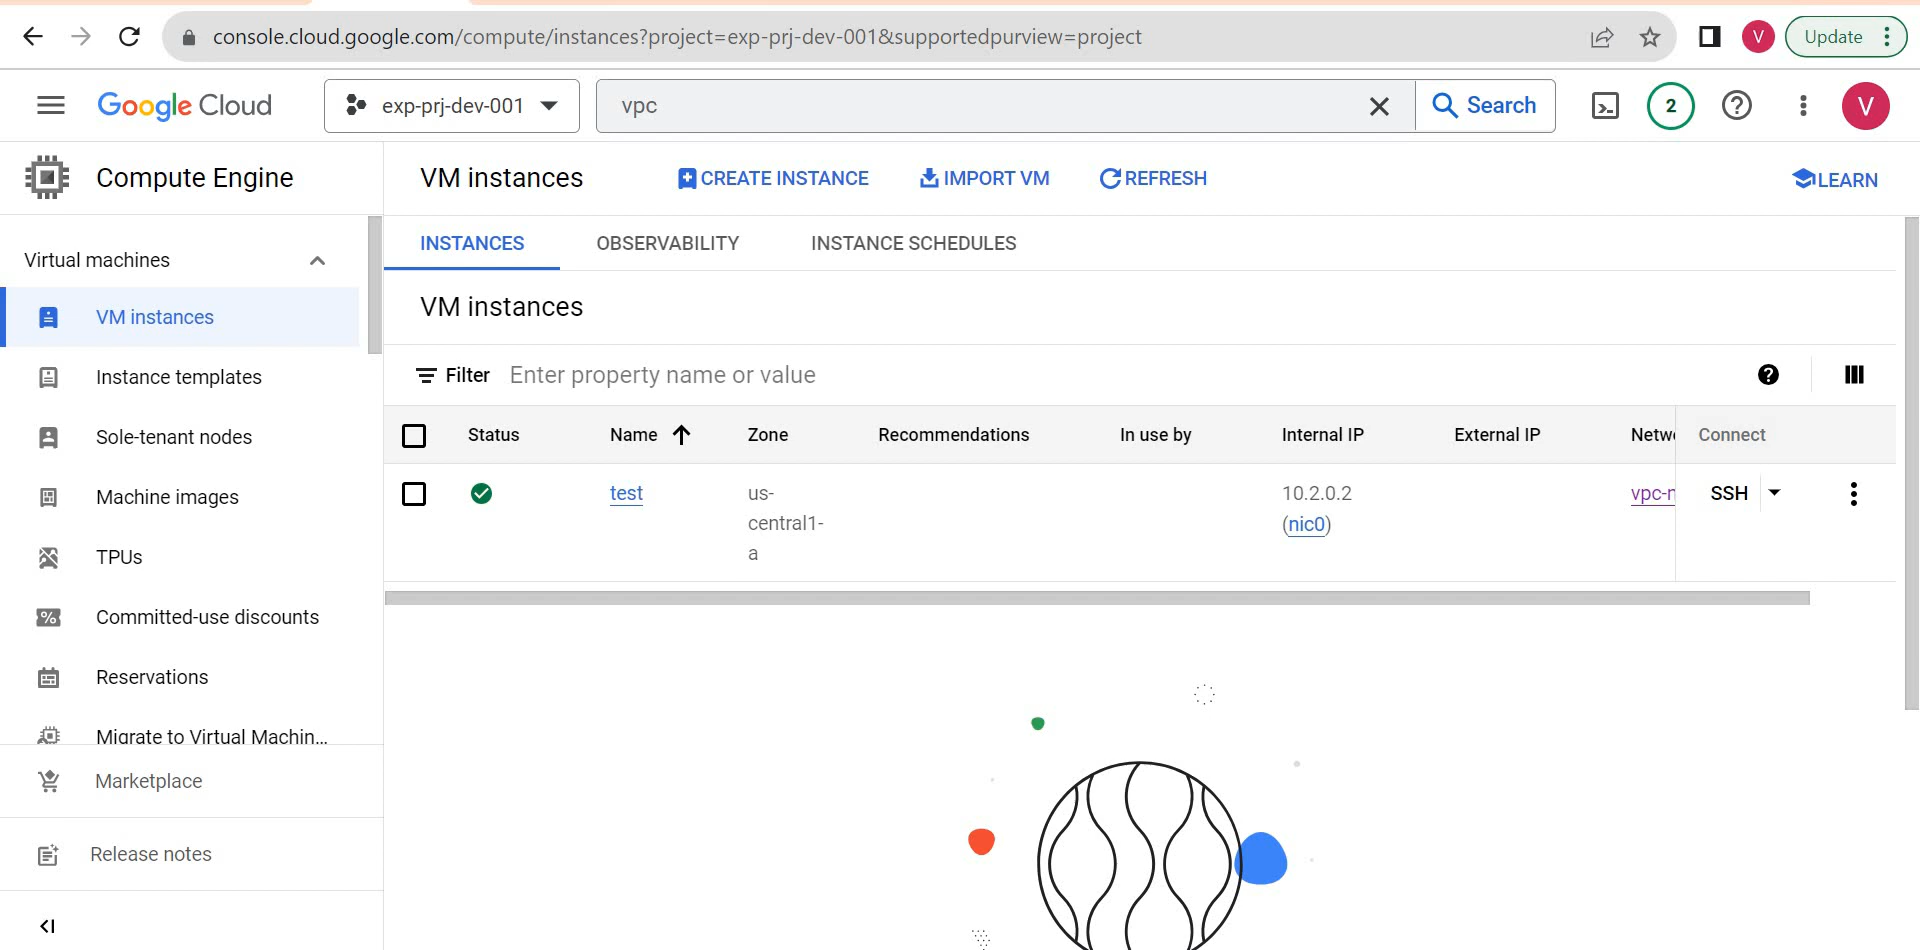 console.cloud.google.com/compute/instances?project=exp-prj-dev-001&supportedpurview=project
V
Update
Google Cloud
exp-prj-dev-001
vpc
Search
2
V
Compute Engine
VM instances
CREATE INSTANCE
IMPORT VM
REFRESH
LEARN
Virtual machines
VM instances
Instance templates
Sole-tenant nodes
Machine images
TPUs
Committed-use discounts
Reservations
Migrate to Virtual Machin...
Marketplace
Release notes
INSTANCES OBSERVABILITY INSTANCE SCHEDULES
VM instances
Filter Enter property name or value
Status Name Zone Recommendations In use by Internal IP External IP Netw Connect
test us- 10.2.0.2 vpc-n SSH
central1- (nic0)
a